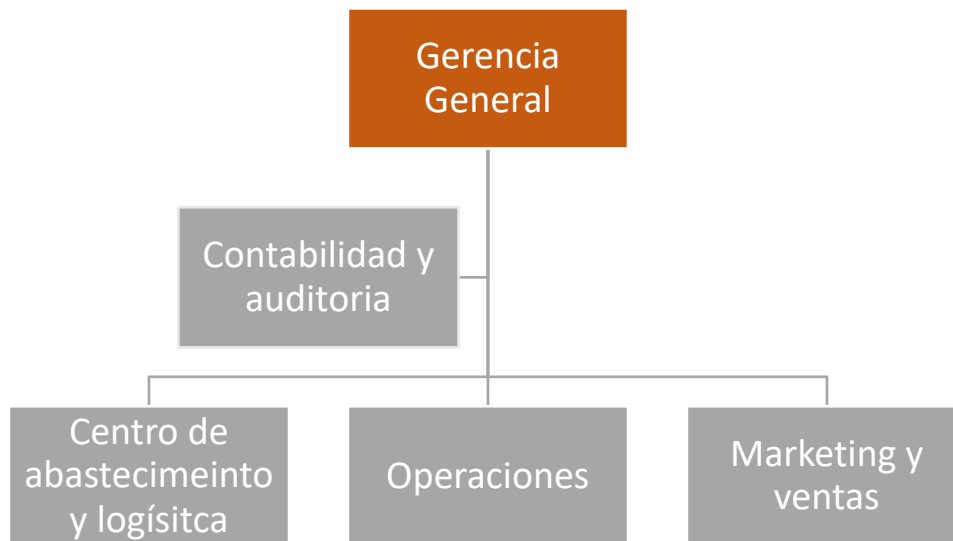 Gerencia
General
Contabilidad y
auditoria
Centro de
abastecimeinto
y logísitca
Operaciones
Marketing y
ventas